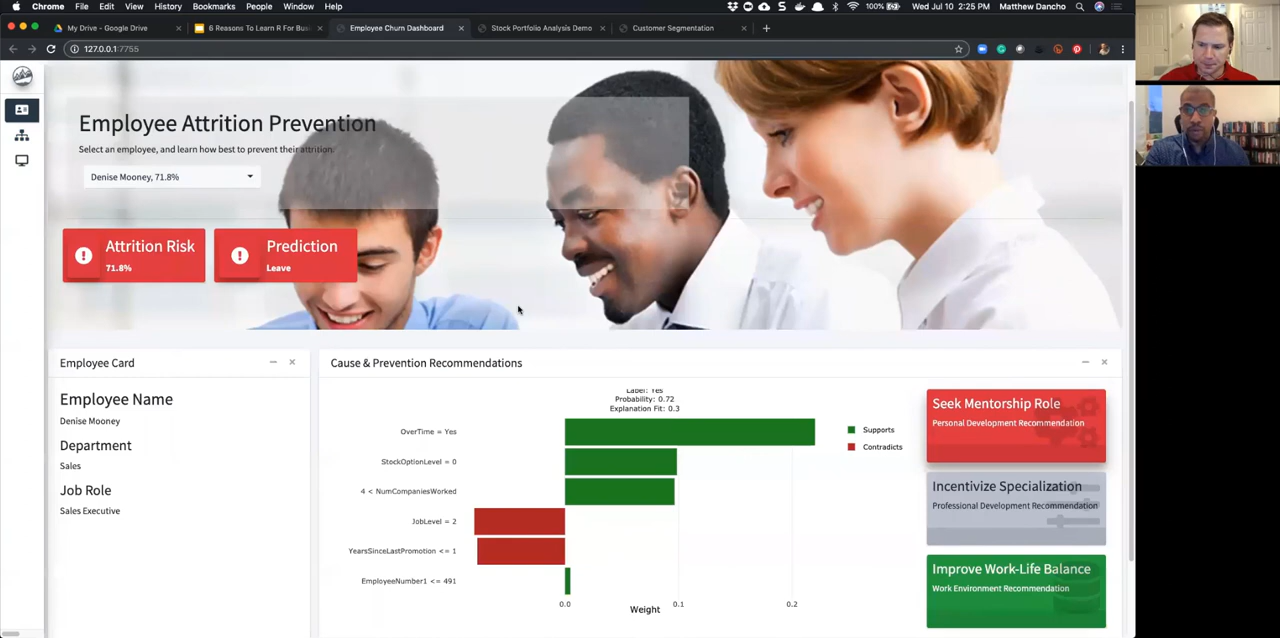 Chrome File Edit View History Bookmarks People Window Help 100% Wed Jul 10 2:25 PM Matthew Dancho
My Drive - Google Drive 6 Reasons To Learn R For Bus Employee Churn Dashboard Stock Portfolio Analysis Demo Customer Segmentation
127.0.0.1:7755
Employee Attrition Prevention
Select an employee, and learn how best to prevent their attrition.
Denise Mooney, 71.8%
Attrition Risk
71.8%
Prediction
Leave
Employee Card
Employee Name
Denise Mooney
Department
Sales
Job Role
Sales Executive
Cause & Prevention Recommendations
Label: Yes
Probability: 0.72
Explanation Fit: 0.3
OverTime = Yes
StockOptionLevel = 0
4 < NumCompaniesWorked
JobLevel = 2
YearsSinceLastPromotion <= 1
EmployeeNumber1 <= 491
0.0 0.1 0.2
Weight
Supports
Contradicts
Seek Mentorship Role
Personal Development Recommendation
Incentivize Specialization
Professional Development Recommendation
Improve Work-Life Balance
Work Environment Recommendation